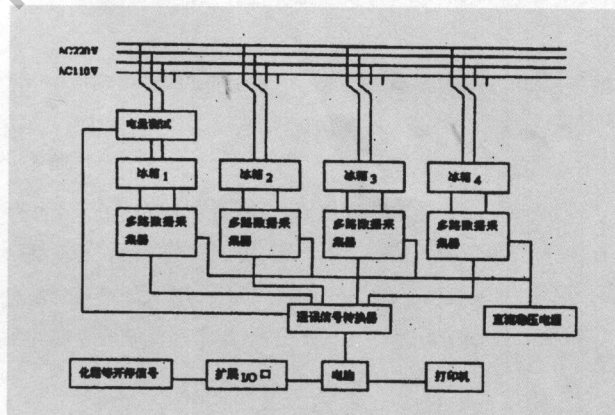 AC220V
AC110V
电量测试
冰箱 1
冰箱 2
冰箱 3
冰箱 4
多路数据采
集器
多路数据采
集器
多路数据采
集器
多路数据采
集器
通讯信号转换器
直流稳压电源
化霜等开停信号
扩展 I/O 口
电脑
打印机